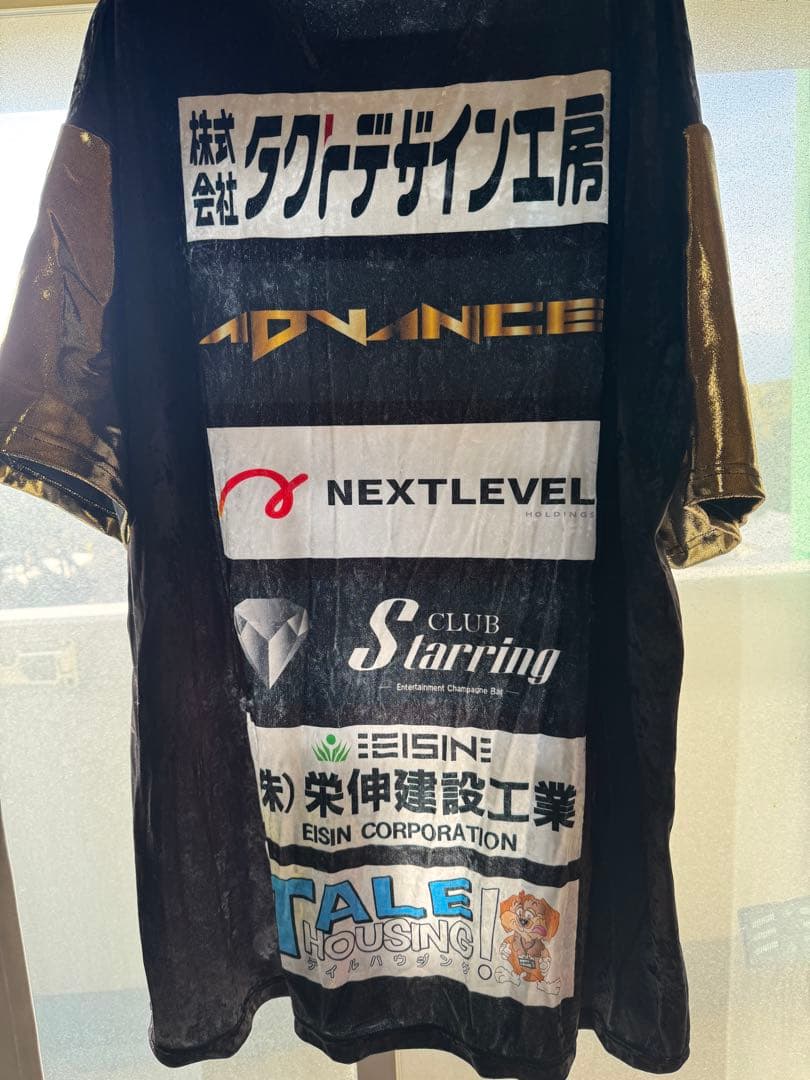 株式会社 タクトデザイン工房
ADVANCE
NEXTLEVEL
HOLDINGS
CLUB
Starring
Entertainment Champagne Bar
EISIN
株) 栄伸建設工業
EISIN CORPORATION
TALE
HOUSING!
テイルハウジング